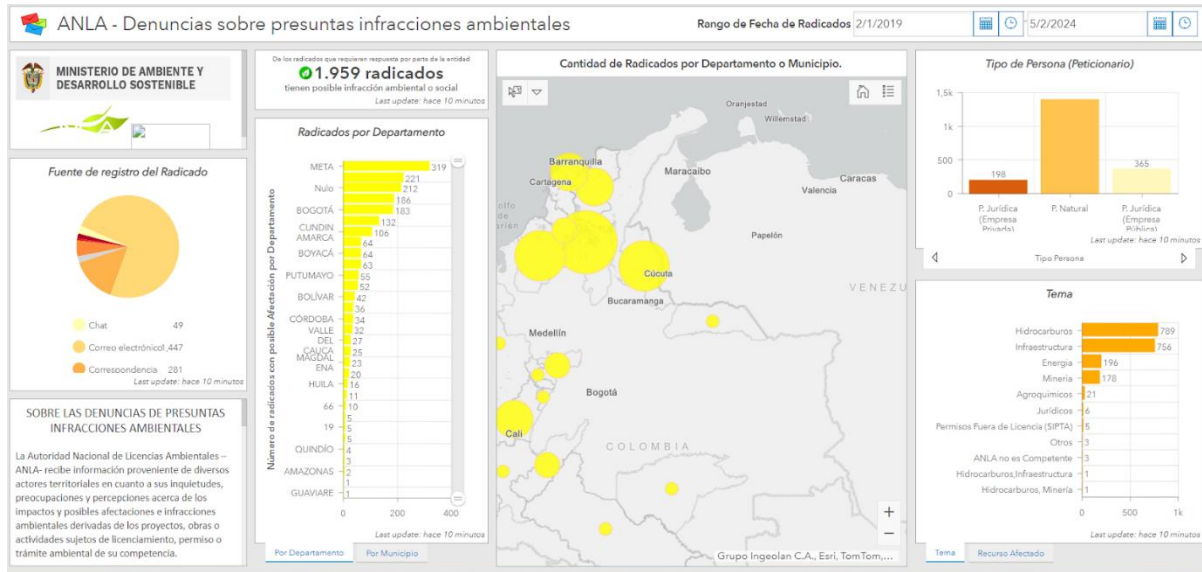 ANLA - Denuncias sobre presuntas infracciones ambientales
Rango de Fecha de Radicados
2/1/2019
5/2/2024
MINISTERIO DE AMBIENTE Y
DESARROLLO SOSTENIBLE
Fuente de registro del Radicado
Chat 49
Correo electrónico 1,447
Correspondencia 281
Last update: hace 10 minutos
SOBRE LAS DENUNCIAS DE PRESUNTAS
INFRACCIONES AMBIENTALES
La Autoridad Nacional de Licencias Ambientales –
ANLA- recibe información proveniente de diversos
actores territoriales en cuanto a sus inquietudes,
preocupaciones y percepciones acerca de los
impactos y posibles afectaciones e infracciones
ambientales derivadas de los proyectos, obras o
actividades sujetos de licenciamiento, permiso o
trámite ambiental de su competencia.
De los radicados que requieren respuesta por parte de la entidad
1.959 radicados
tienen posible infracción ambiental o social
Last update: hace 10 minutos
Radicados por Departamento
Número de radicados con posible Afectación por Departamento
META 319
221
Nulo 212
186
BOGOTÁ 183
132
CUNDIN
AMARCA
106
64
BOYACÁ 64
63
PUTUMAYO 55
52
BOLÍVAR 42
36
CÓRDOBA 34
VALLE
DEL
CAUCA
32
27
25
MAGDAL
ENA
23
20
HUILA 16
11
66 10
5
19 5
5
QUINDÍO 4
3
AMAZONAS 2
1
GUAVIARE 1
0 200 400
Last update: hace 10 minutos
Por Departamento
Por Municipio
Cantidad de Radicados por Departamento o Municipio.
Oranjestad
Willemstad
Barranquilla
Cartagena
Maracaibo
Caracas
Valencia
Papelón
Cúcuta
Bucaramanga
VENEZU
Medellín
Bogotá
Cali
COLOMBIA
+
−
Grupo Ingeolan C.A., Esri, TomTom,...
Tipo de Persona (Peticionario)
1,5k
1k
500
0
198
365
P. Jurídica
(Empresa
Privada)
P. Natural
P. Jurídica
(Empresa
Pública)
Last update: hace 10 minutos
Tipo Persona
Tema
Hidrocarburos 789
Infraestructura 756
Energía 196
Minería 178
Agroquímicos 21
Jurídicos 6
Permisos Fuera de Licencia (SIPTA) 5
Otros 3
ANLA no es Competente 3
Hidrocarburos,Infraestructura 1
Hidrocarburos, Minería 1
0 500 1k
Last update: hace 10 minutos
Tema
Recurso Afectado